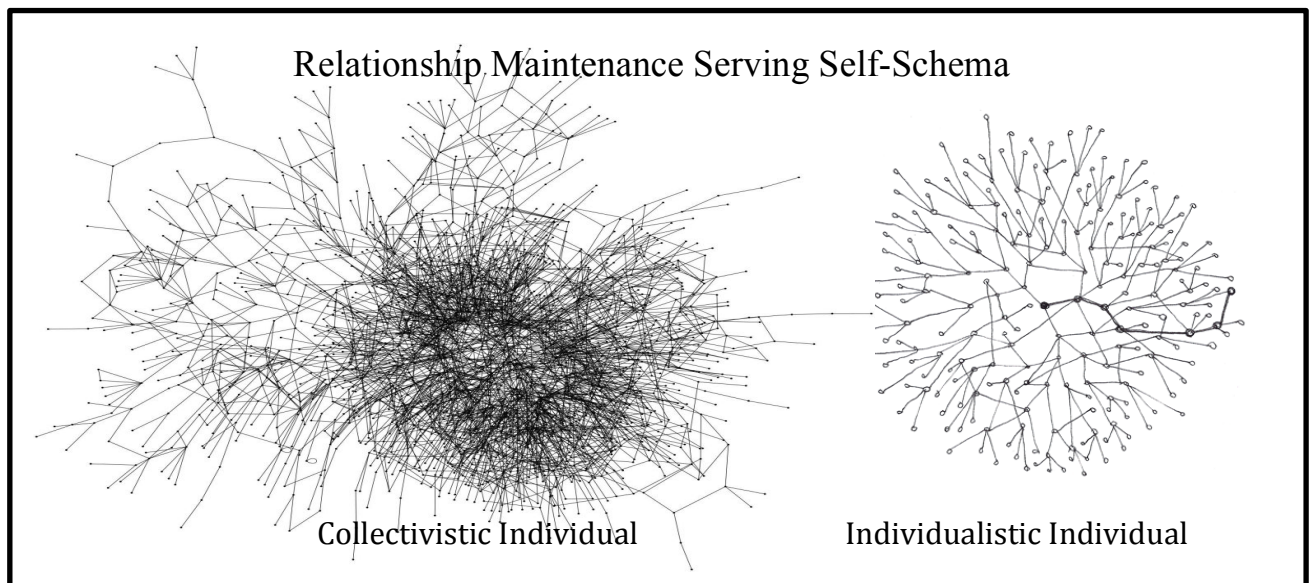 Relationship Maintenance Serving Self-Schema
Collectivistic Individual
Individualistic Individual